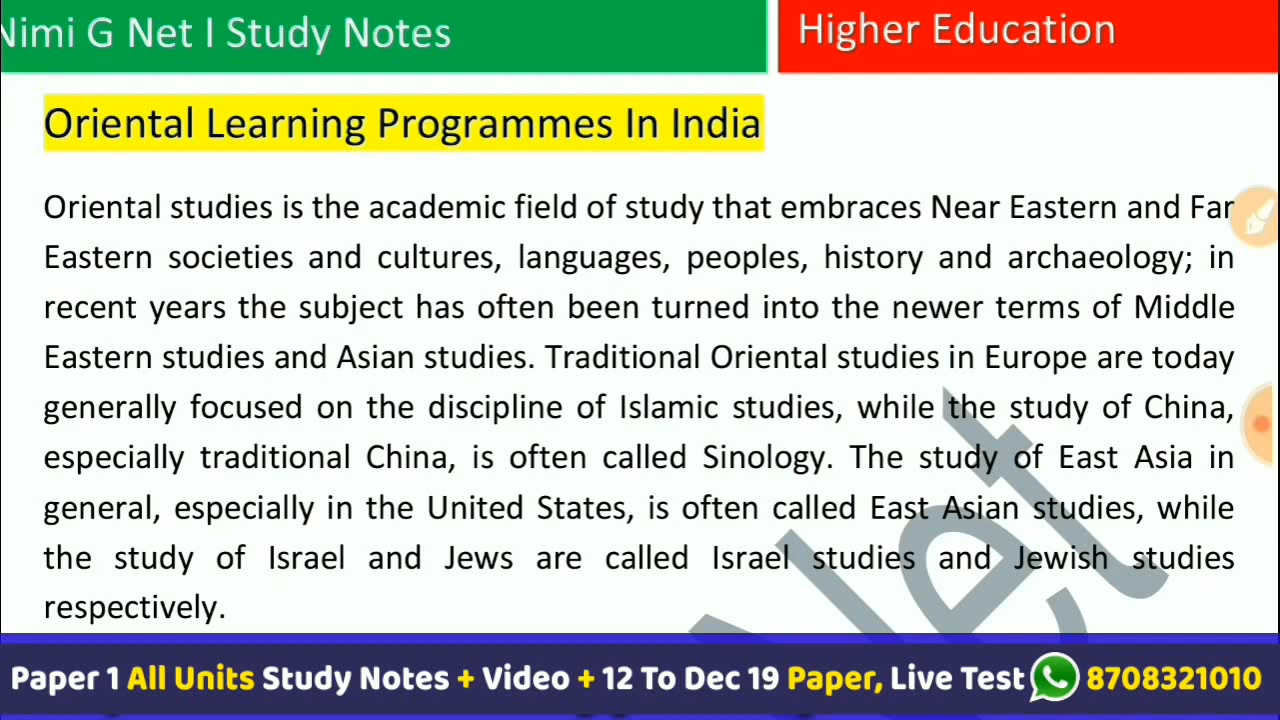 Nimi G Net I Study Notes
Higher Education
Oriental Learning Programmes In India
Oriental studies is the academic field of study that embraces Near Eastern and Far
Eastern societies and cultures, languages, peoples, history and archaeology; in
recent years the subject has often been turned into the newer terms of Middle
Eastern studies and Asian studies. Traditional Oriental studies in Europe are today
generally focused on the discipline of Islamic studies, while the study of China,
especially traditional China, is often called Sinology. The study of East Asia in
general, especially in the United States, is often called East Asian studies, while
the study of Israel and Jews are called Israel studies and Jewish studies
respectively.
Net
Paper 1 All Units Study Notes + Video + 12 To Dec 19 Paper, Live Test 8708321010